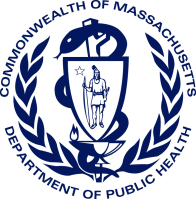 COMMONWEALTH OF MASSACHUSETTS
DEPARTMENT OF PUBLIC HEALTH